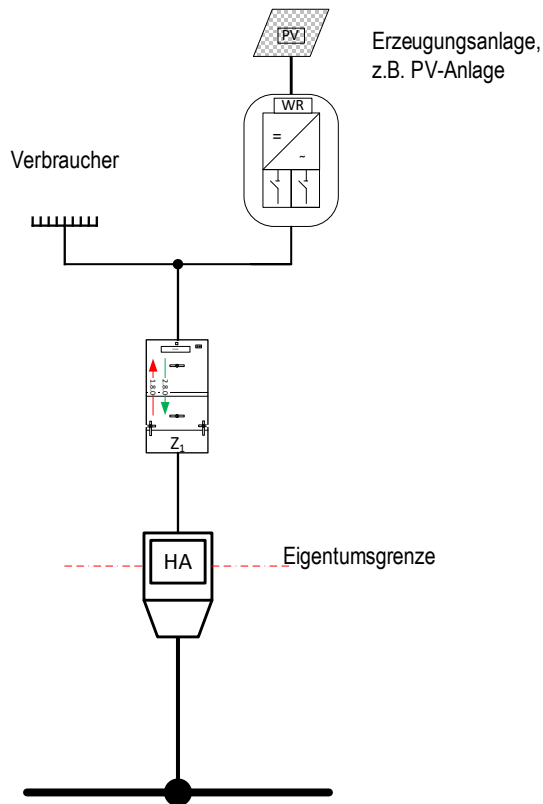 PV
Erzeugungsanlage,
z.B. PV-Anlage
WR
=
~
Verbraucher
1.8.0
2.8.0
Z₁
HA
Eigentumsgrenze